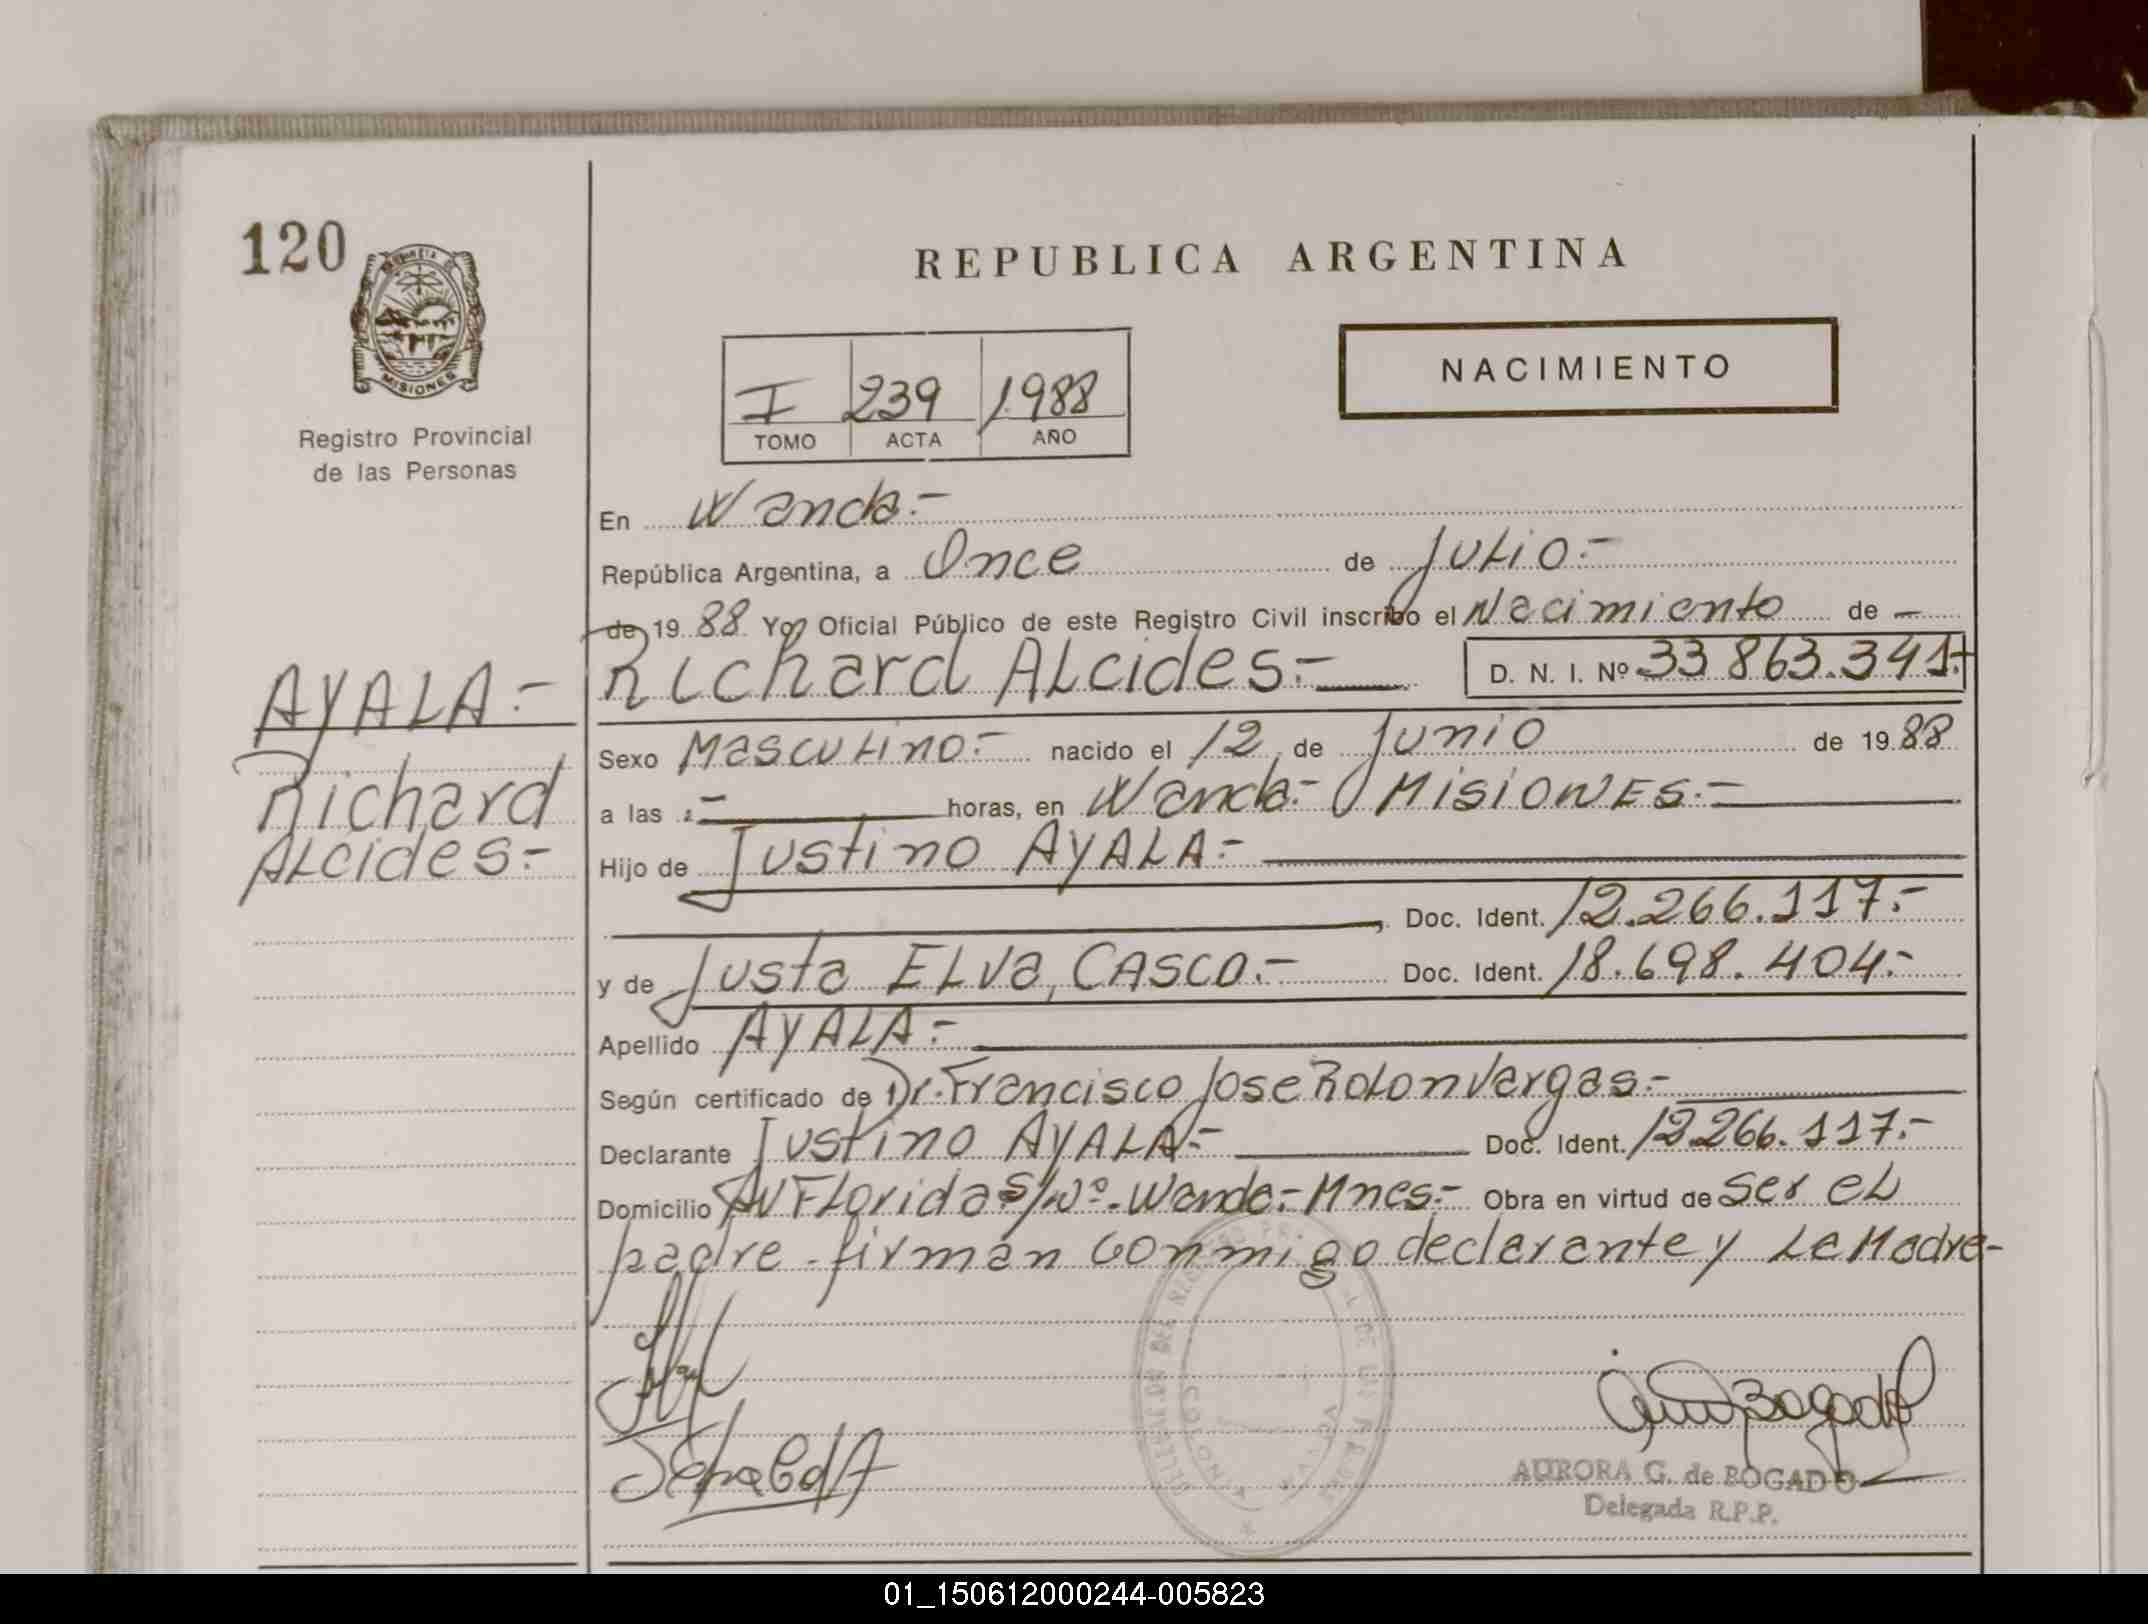 120
MISIONES
Registro Provincial
de las Personas
REPUBLICA ARGENTINA
I 239 1988
TOMO ACTA AÑO
NACIMIENTO
En Wanda.-
República Argentina, a Once de Julio.-
de 19 88 Yo, Oficial Público de este Registro Civil inscribo el Nacimiento de -
Richard ALcides.- D. N. I. Nº 33 863.341.-
AYALA.-
Richard
ALcides.-
Sexo Masculino.- nacido el 12 de Junio de 19 88
a las :- horas, en Wanda.- MisioNES.-
Hijo de Justino AYALA.-
Doc. Ident. 12.266.117.-
y de Justa ELva, CASCO.- Doc. Ident. 18.698.404.-
Apellido AYALA.-
Según certificado de Dr. Francisco Jose Rolon Vargas.-
Declarante Justino AYALA.- Doc. Ident. 12.266.117.-
Domicilio AV FLorida S/Nº.- Wanda.- Mnes.- Obra en virtud de ser eL
padre - firman conmigo declarante y La Madre-
Bogado
AURORA G. de BOGADO
Delegada R.P.P.
01_150612000244-005823